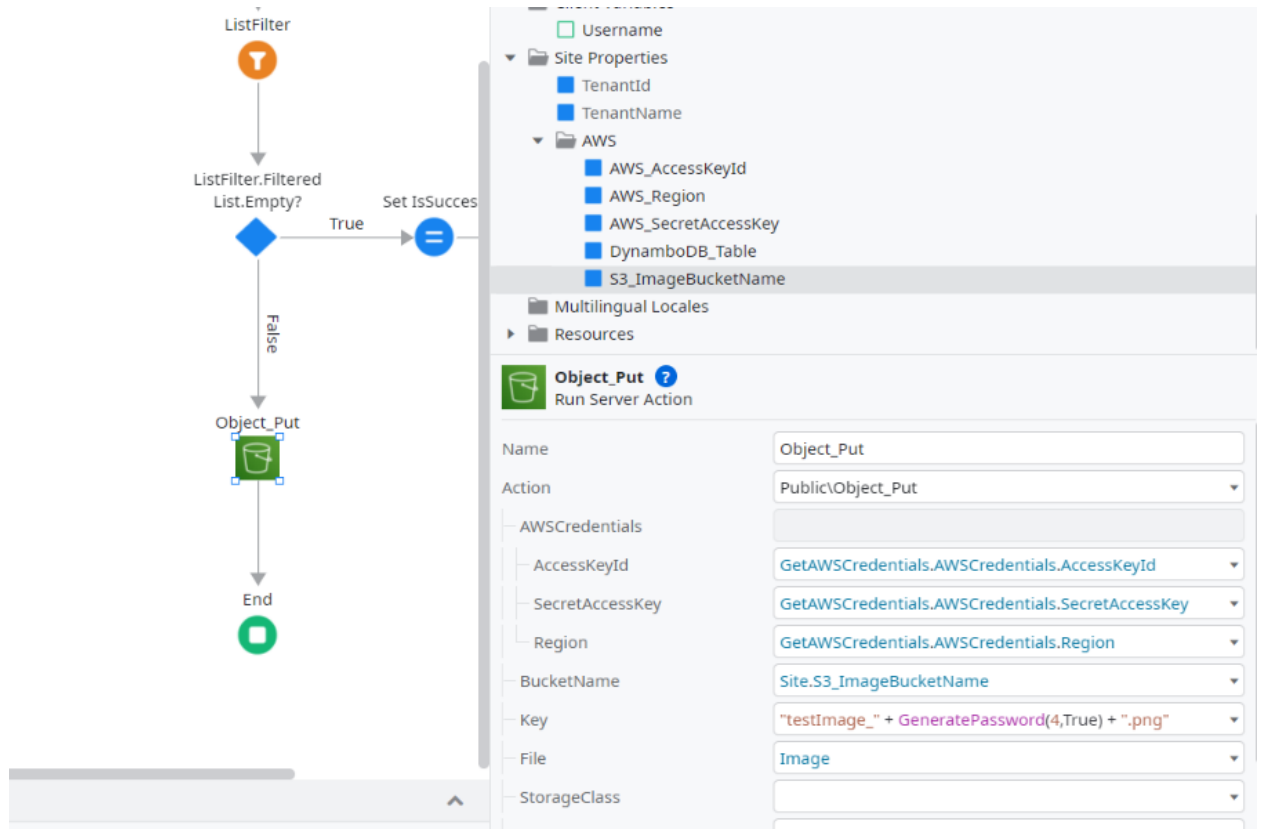 ListFilter
ListFilter.Filtered
List.Empty?
True
Set IsSucces
False
Object_Put
End
Username
Site Properties
TenantId
TenantName
AWS
AWS_AccessKeyId
AWS_Region
AWS_SecretAccessKey
DynamboDB_Table
S3_ImageBucketName
Multilingual Locales
Resources
Object_Put ?
Run Server Action
Name Object_Put
Action Public\Object_Put
AWSCredentials
AccessKeyId GetAWSCredentials.AWSCredentials.AccessKeyId
SecretAccessKey GetAWSCredentials.AWSCredentials.SecretAccessKey
Region GetAWSCredentials.AWSCredentials.Region
BucketName Site.S3_ImageBucketName
Key "testImage_" + GeneratePassword(4,True) + ".png"
File Image
StorageClass